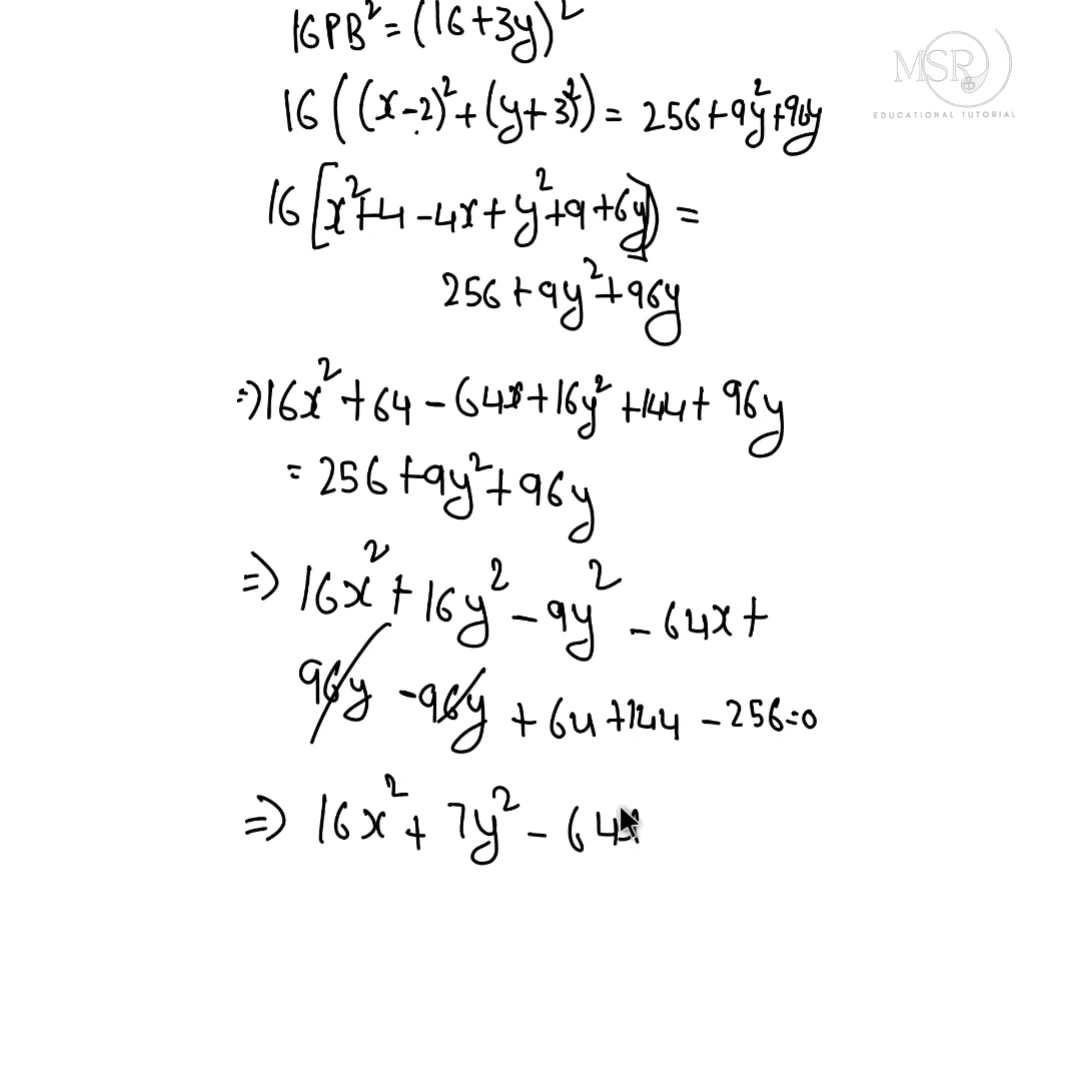 16PB² = (16+3y)²
MSR
EDUCATIONAL TUTORIAL
16((x-2)²+(y+3)²) = 256+9y²+96y
16[x²+4-4x+y²+9+6y] =
256+9y²+96y
⇒16x²+64-64x+16y²+144+96y
= 256+9y²+96y
⇒ 16x²+16y²-9y²-64x+
96y -96y +64+144-256=0
⇒ 16x²+7y²-64x